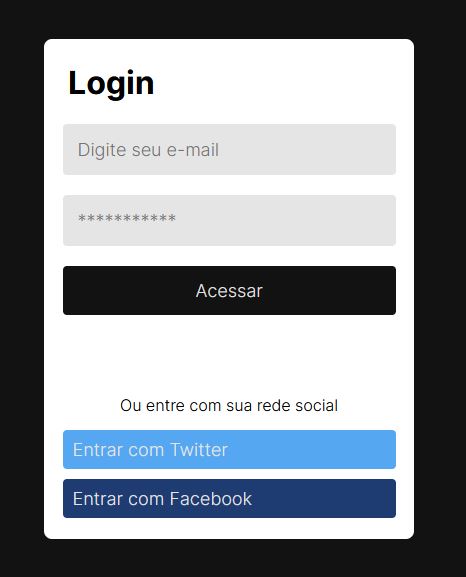 Login
Digite seu e-mail
***********
Acessar
Ou entre com sua rede social
Entrar com Twitter
Entrar com Facebook